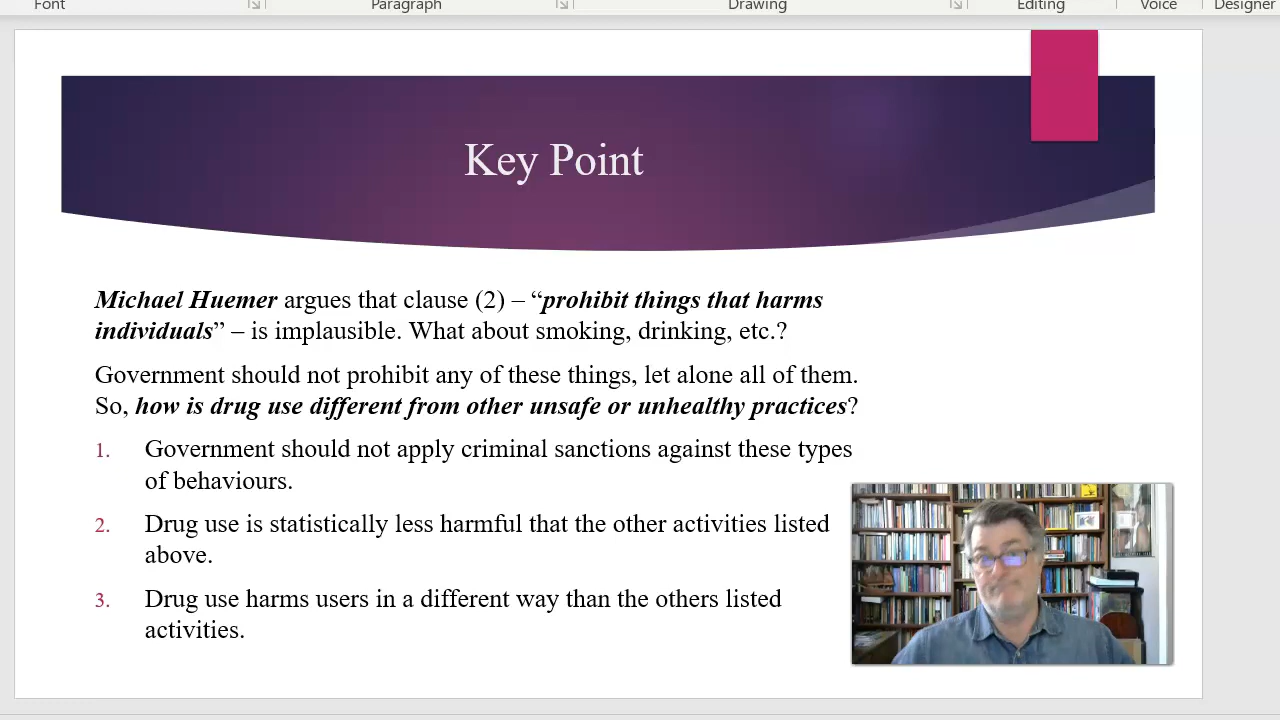 Font Paragraph Drawing Editing Voice Designer
Key Point
Michael Huemer argues that clause (2) – “prohibit things that harms
individuals” – is implausible. What about smoking, drinking, etc.?
Government should not prohibit any of these things, let alone all of them.
So, how is drug use different from other unsafe or unhealthy practices?
1. Government should not apply criminal sanctions against these types
of behaviours.
2. Drug use is statistically less harmful that the other activities listed
above.
3. Drug use harms users in a different way than the others listed
activities.